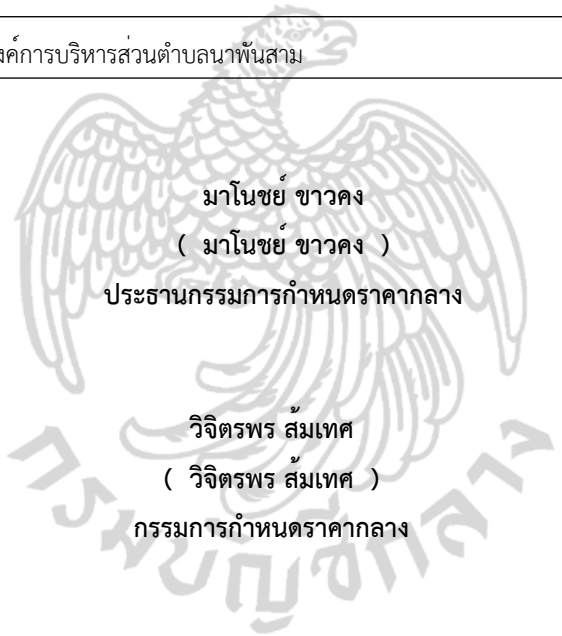 งค์การบริหารส่วนตำบลนาพันสาม
มาโนชย์ ขาวคง
( มาโนชย์ ขาวคง )
ประธานกรรมการกำหนดราคากลาง
วิจิตรพร ส้มเทศ
( วิจิตรพร ส้มเทศ )
กรรมการกำหนดราคากลาง
กรมบัญชีกลาง